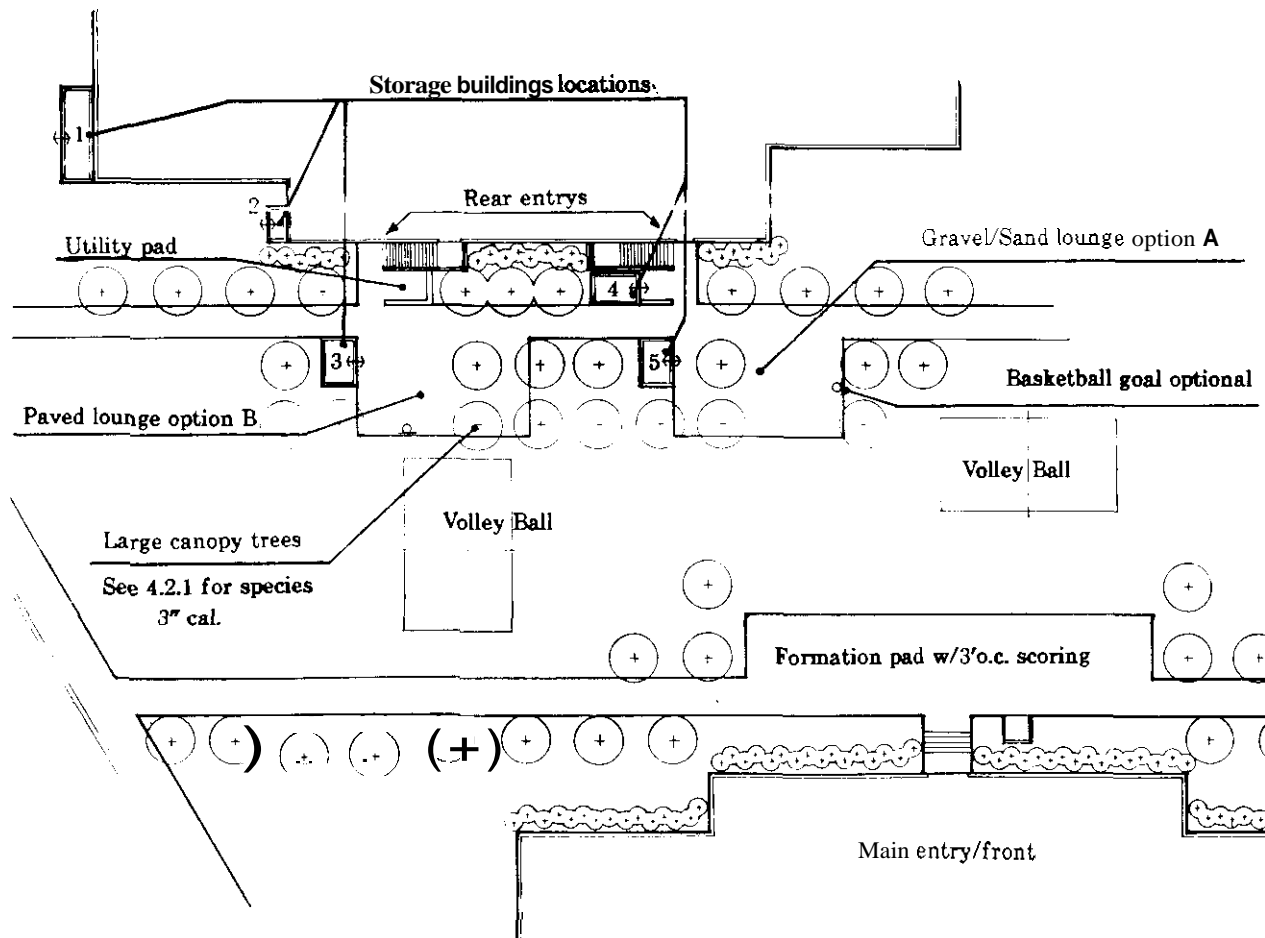 Storage buildings locations
1
2
Rear entrys
Utility pad
Gravel/Sand lounge option A
4
3
5
Basketball goal optional
Paved lounge option B
Volley Ball
Volley Ball
Large canopy trees
See 4.2.1 for species
3" cal.
Formation pad w/3'o.c. scoring
Main entry/front